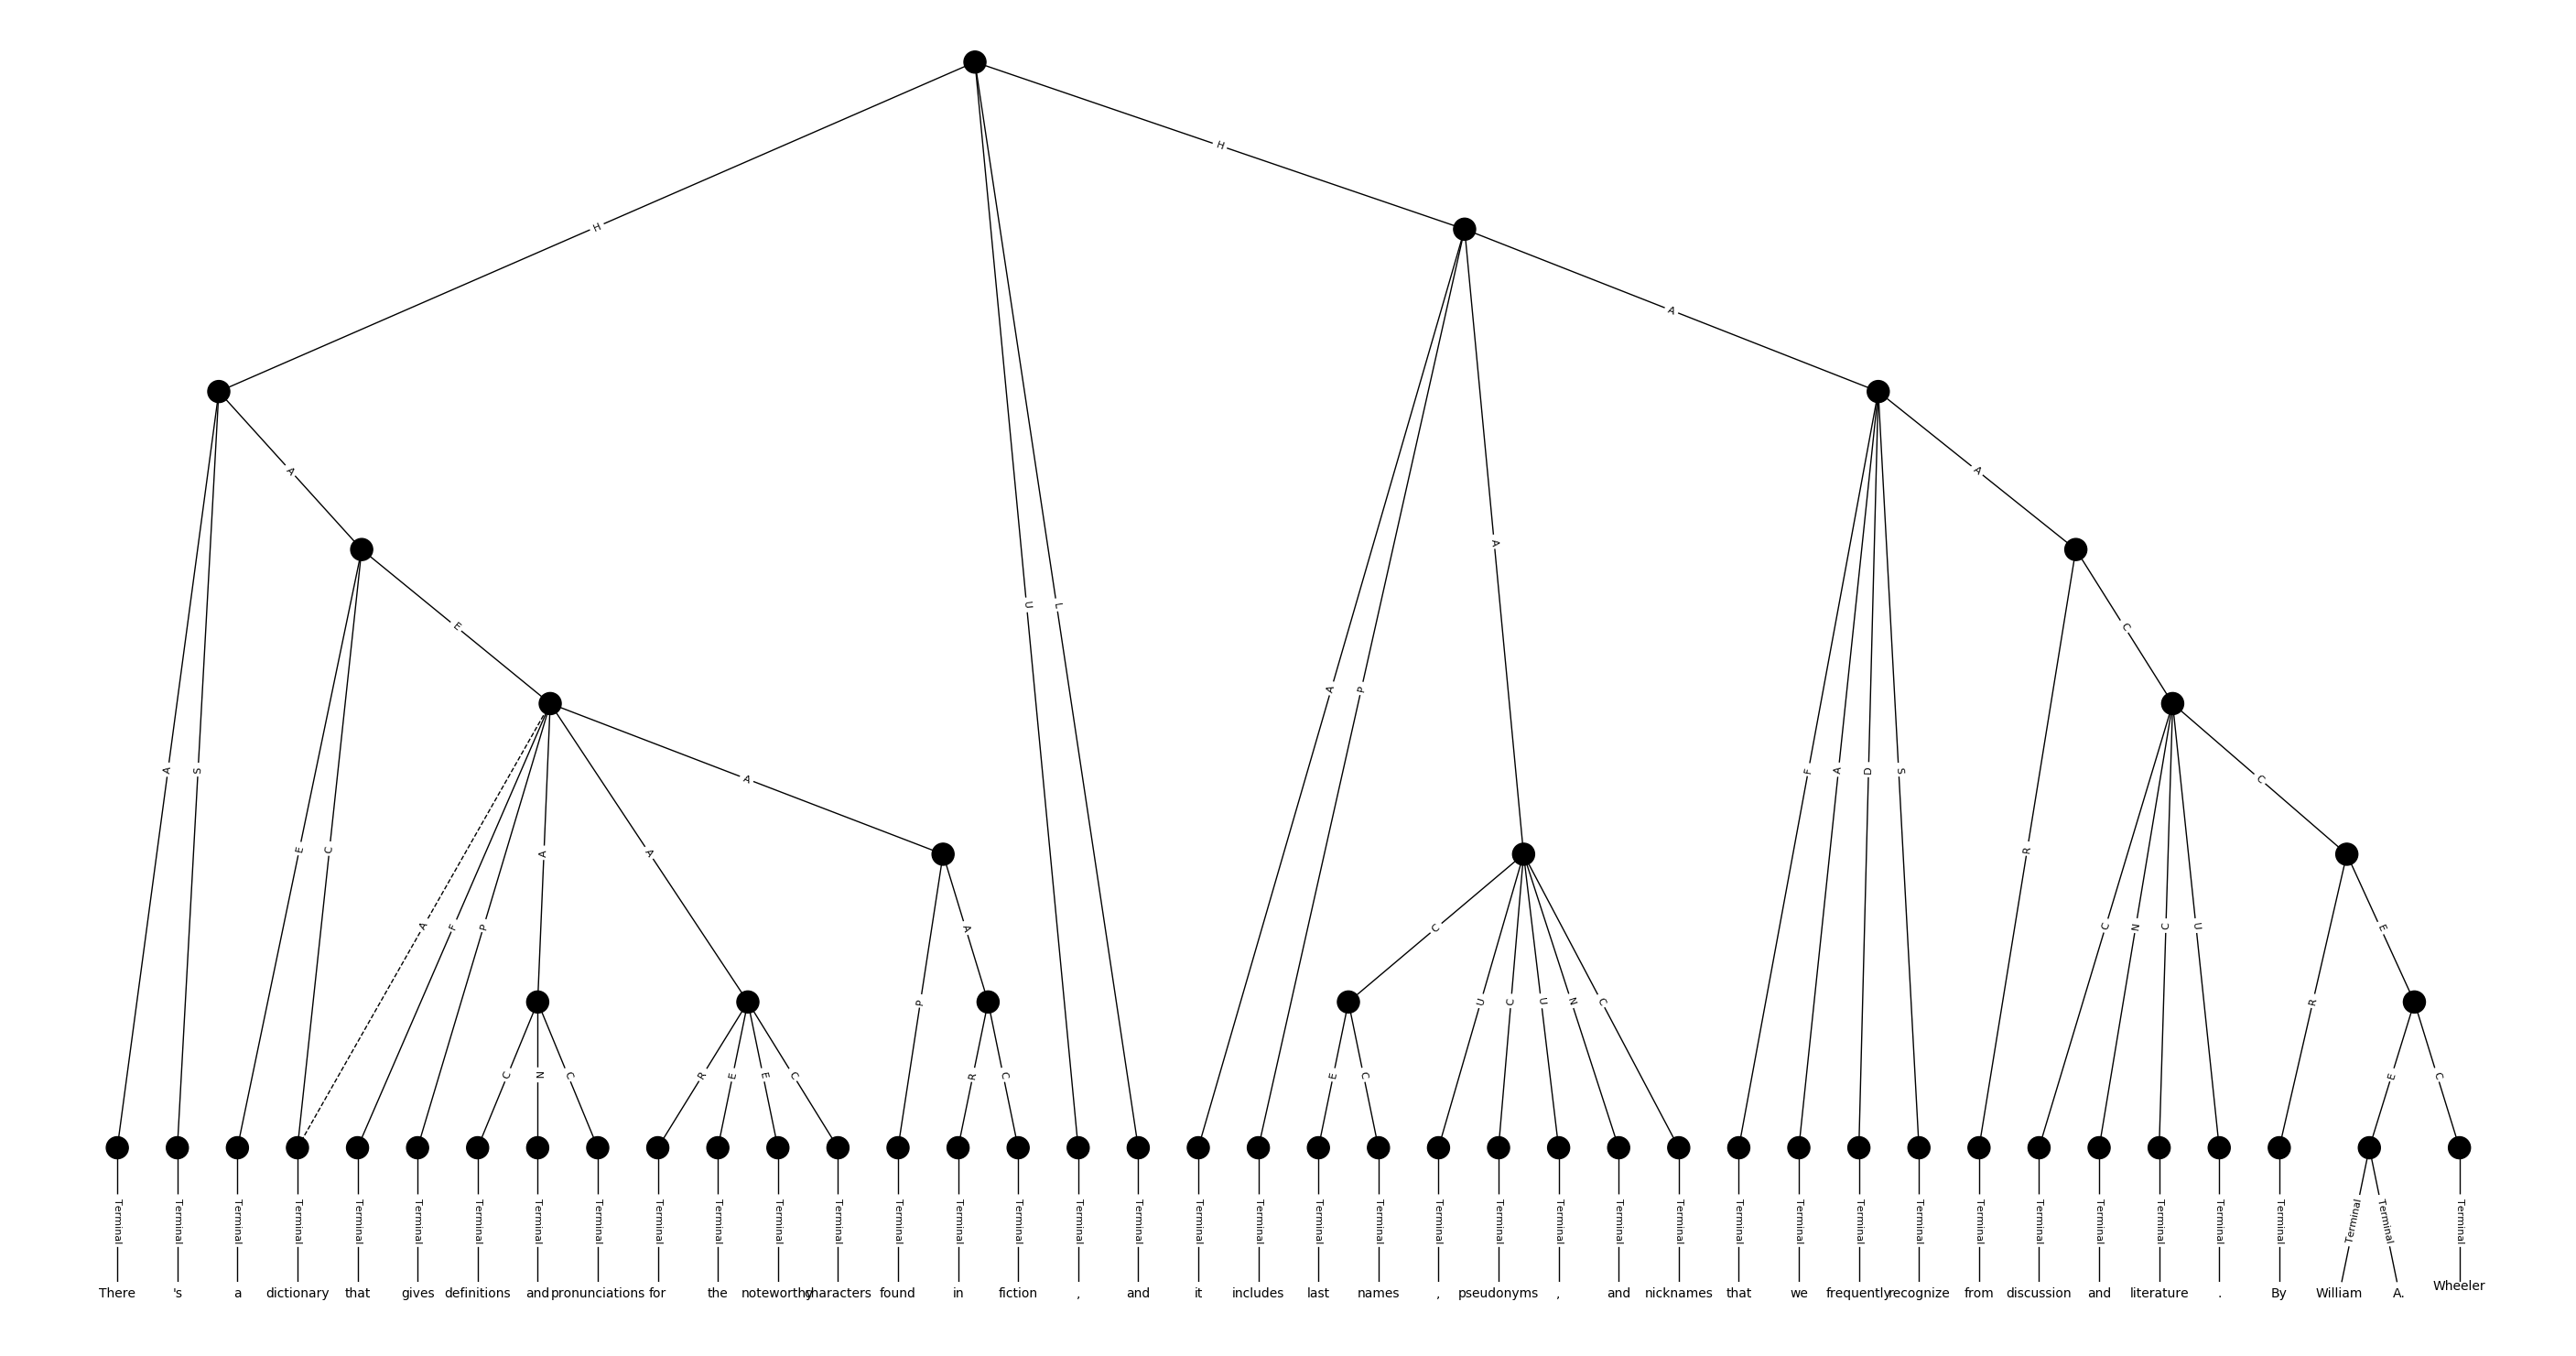 H
H
A
A
A
E
U
L
A
C
A
S
A
A
P
F
A
D
S
A
C
E
C
A
A
R
A
F
P
C
C
N
C
U
E
P
A
U
C
U
N
C
R
C
N
C
R
E
E
C
R
C
E
C
E
C
Terminal Terminal Terminal Terminal Terminal Terminal Terminal Terminal Terminal Terminal Terminal Terminal Terminal Terminal Terminal Terminal Terminal Terminal Terminal Terminal Terminal Terminal Terminal Terminal Terminal Terminal Terminal Terminal Terminal Terminal Terminal Terminal Terminal Terminal Terminal Terminal Terminal Terminal Terminal Terminal
There 's a dictionary that gives definitions and pronunciations for the noteworthy characters found in fiction , and it includes last names , pseudonyms , and nicknames that we frequently recognize from discussion and literature . By William A. Wheeler